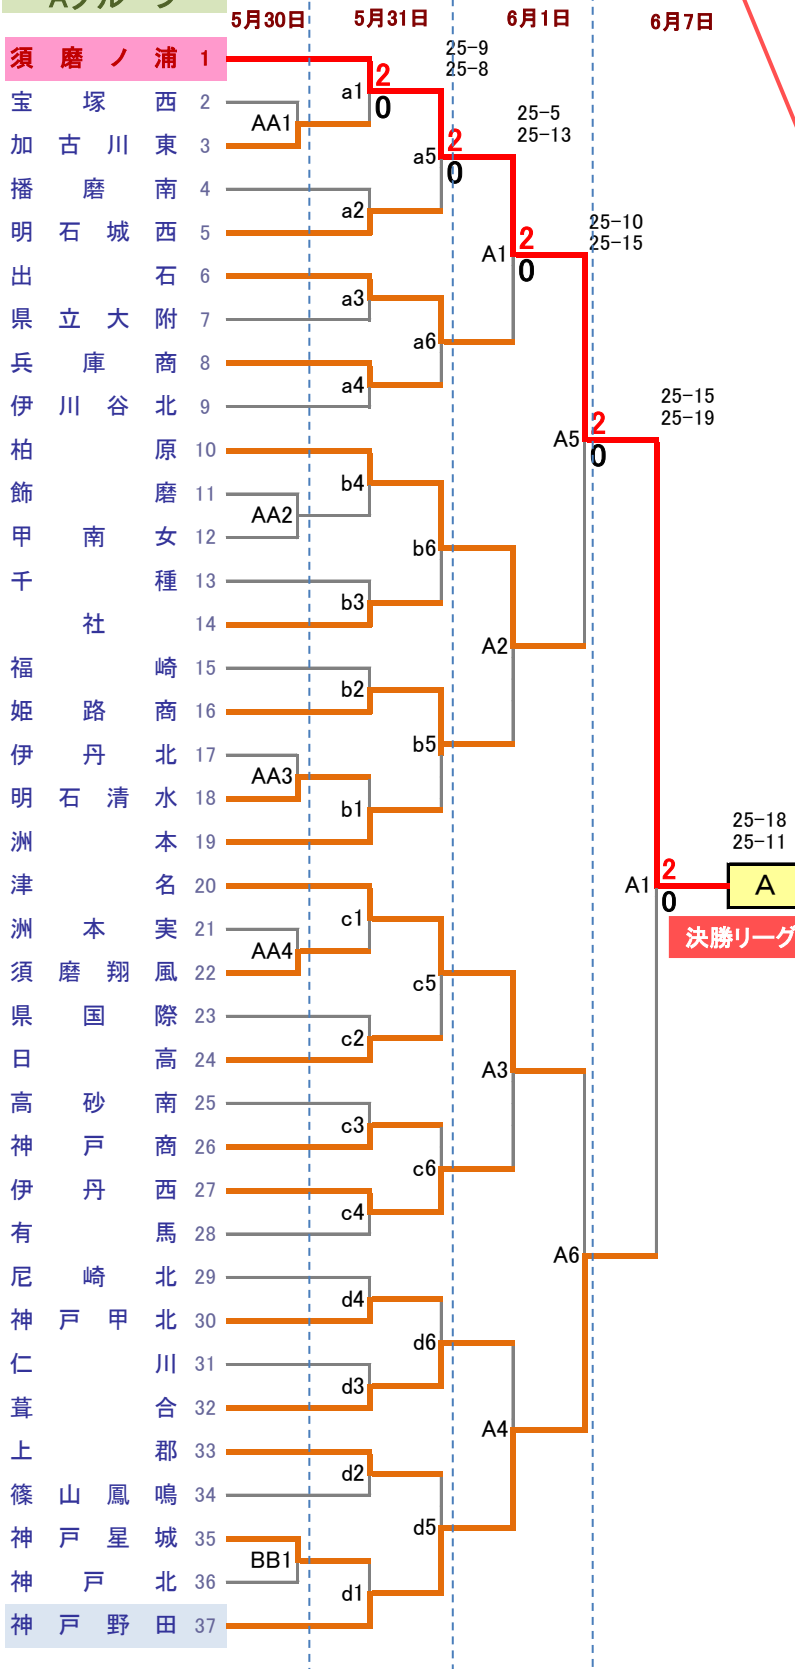 Aグループ
5月30日 5月31日 6月1日 6月7日
須磨ノ浦 1
宝塚西 2
加古川東 3
播磨南 4
明石城西 5
出石 6
県立大附 7
兵庫商 8
伊川谷北 9
柏原 10
飾磨 11
甲南女 12
千種 13
社 14
福崎 15
姫路商 16
伊丹北 17
明石清水 18
洲本 19
津名 20
洲本実 21
須磨翔風 22
県国際 23
日高 24
高砂南 25
神戸商 26
伊丹西 27
有馬 28
尼崎北 29
神戸甲北 30
仁川 31
葺合 32
上郡 33
篠山鳳鳴 34
神戸星城 35
神戸北 36
神戸野田 37
AA1
AA2
AA3
AA4
BB1
a1
2
0
a2
a3
a4
b4
b3
b2
b1
c1
c2
c3
c4
d4
d3
d2
d1
25-9
25-8
a5
2
0
a6
b6
b5
c5
c6
d6
d5
25-5
25-13
A1
2
0
A2
A3
A4
25-10
25-15
A5
2
0
A6
25-15
25-19
A1
2
0
25-18
25-11
A
決勝リーグ